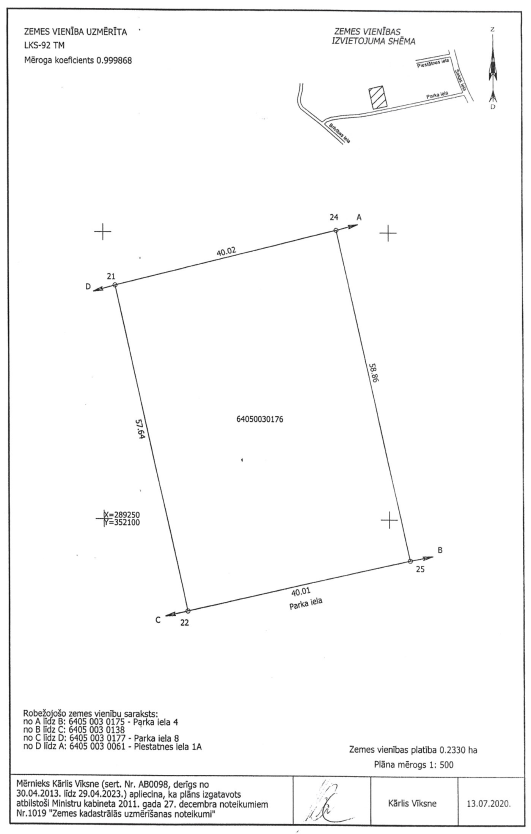 ZEMES VIENĪBA UZMĒRĪTA
LKS-92 TM
Mēroga koeficients 0.999868
ZEMES VIENĪBAS
IZVIETOJUMA SHĒMA
Z
Piestātnes iela
Parka iela
Brīvības iela
D
24
A
40.02
21
D
58.86
57.64
64050030176
X=289250
Y=352100
B
25
40.01
Parka iela
C
22
Robežojošo zemes vienību saraksts:
no A līdz B: 6405 003 0175 - Parka iela 4
no B līdz C: 6405 003 0138
no C līdz D: 6405 003 0177 - Parka iela 8
no D līdz A: 6405 003 0061 - Piestatnes iela 1A
Zemes vienības platība 0.2330 ha
Plāna mērogs 1: 500
Mērnieks Kārlis Vīksne (sert. Nr. AB0098, derīgs no
30.04.2013. līdz 29.04.2023.) apliecina, ka plāns izgatavots
atbilstoši Ministru kabineta 2011. gada 27. decembra noteikumiem
Nr.1019 "Zemes kadastrālās uzmērīšanas noteikumi"
Kārlis Vīksne
13.07.2020.